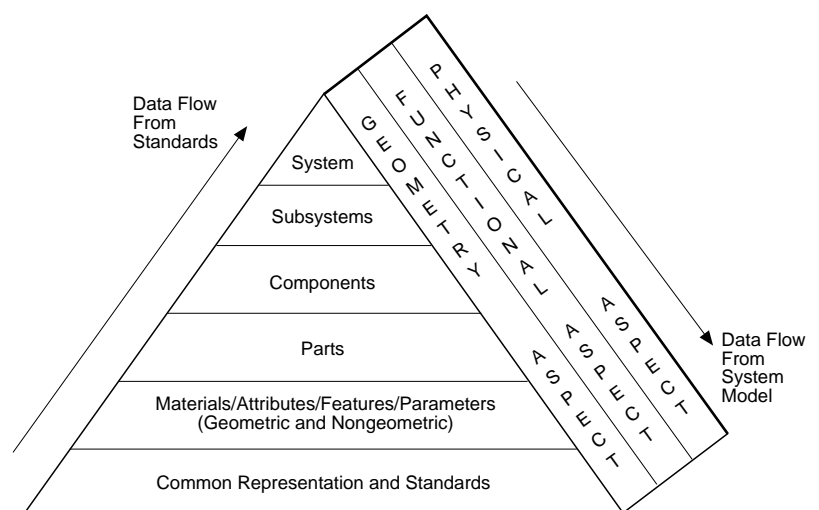 Data Flow
From
Standards
System
Subsystems
Components
Parts
Materials/Attributes/Features/Parameters
(Geometric and Nongeometric)
Common Representation and Standards
GEOMETRY ASPECT
FUNCTIONAL ASPECT
PHYSICAL ASPECT
Data Flow
From
System
Model